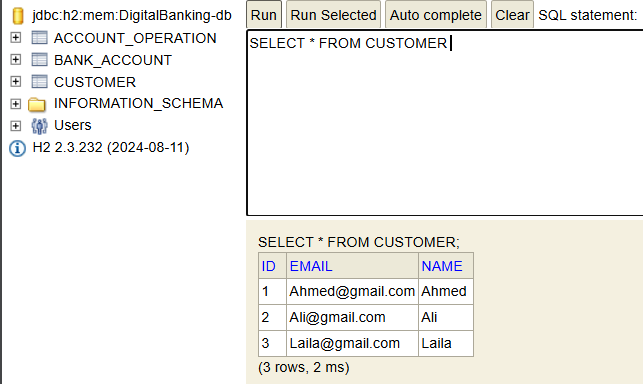 jdbc:h2:mem:DigitalBanking-db
ACCOUNT_OPERATION
BANK_ACCOUNT
CUSTOMER
INFORMATION_SCHEMA
Users
H2 2.3.232 (2024-08-11)
Run Run Selected Auto complete Clear SQL statement:
SELECT * FROM CUSTOMER
SELECT * FROM CUSTOMER;
ID EMAIL NAME
1 Ahmed@gmail.com Ahmed
2 Ali@gmail.com Ali
3 Laila@gmail.com Laila
(3 rows, 2 ms)